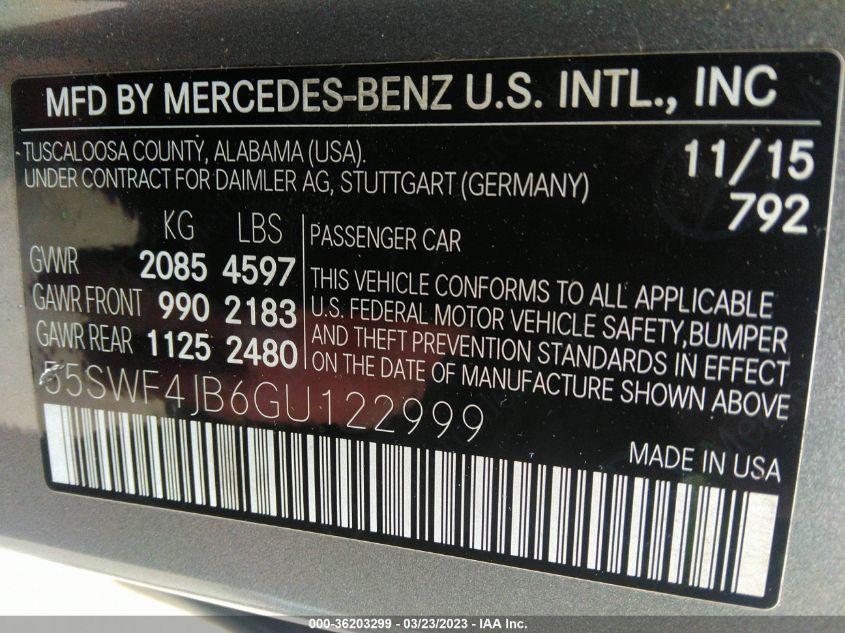 MFD BY MERCEDES-BENZ U.S. INTL., INC
TUSCALOOSA COUNTY, ALABAMA (USA).
UNDER CONTRACT FOR DAIMLER AG, STUTTGART (GERMANY)
11/15
792
KG LBS
GVWR 2085 4597
GAWR FRONT 990 2183
GAWR REAR 1125 2480
PASSENGER CAR
THIS VEHICLE CONFORMS TO ALL APPLICABLE
U.S. FEDERAL MOTOR VEHICLE SAFETY,BUMPER
AND THEFT PREVENTION STANDARDS IN EFFECT
ON THE DATE OF MANUFACTURE SHOWN ABOVE
55SWF4JB6GU122999
MADE IN USA
000-36203299 - 03/23/2023 - IAA Inc.